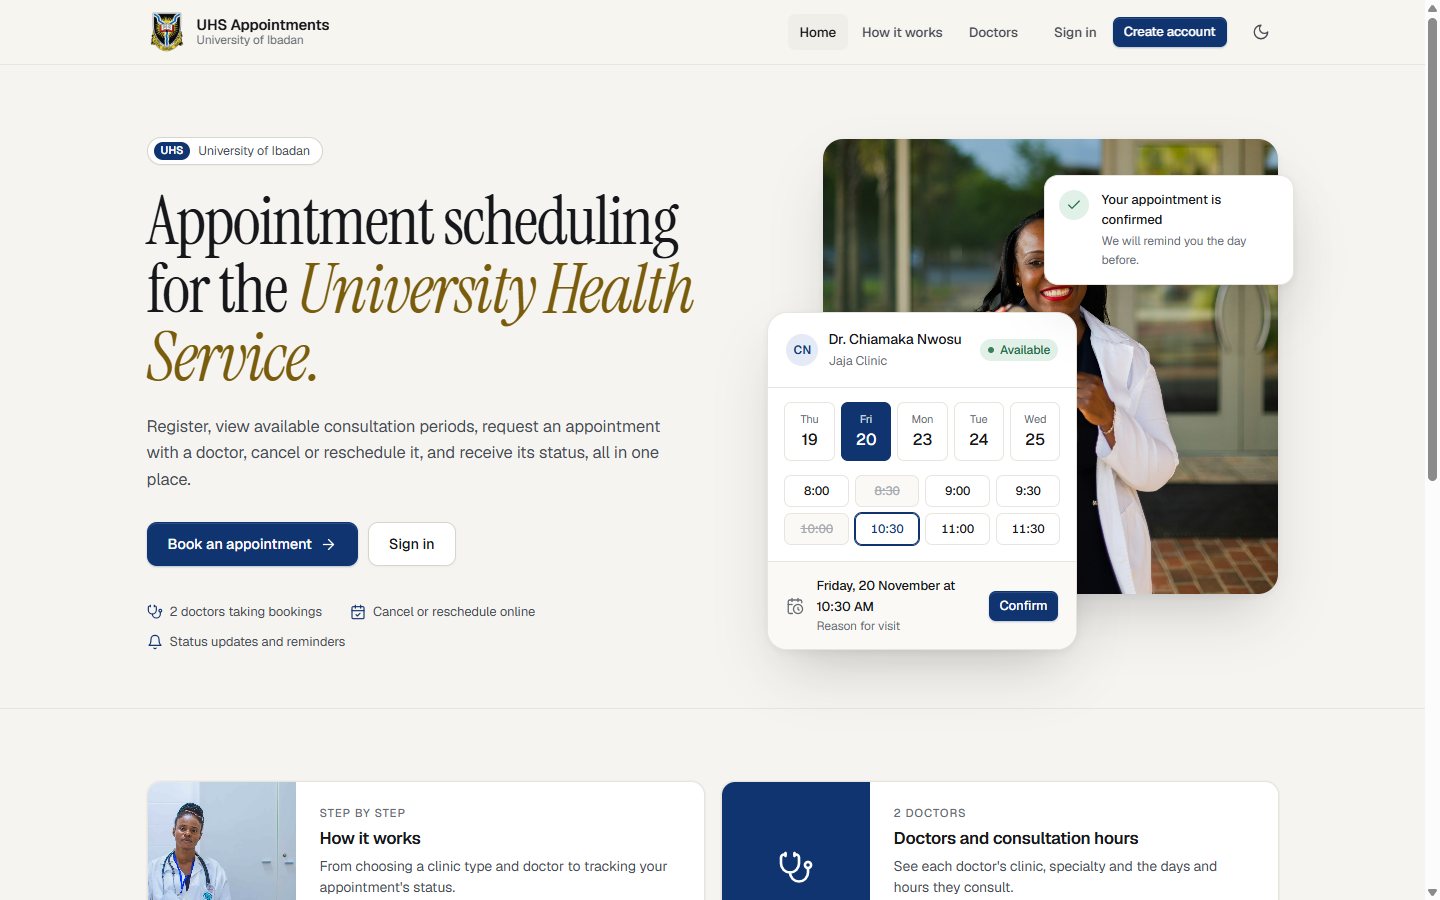 UHS Appointments
University of Ibadan
Home
How it works
Doctors
Sign in
Create account
UHS University of Ibadan
Appointment scheduling
for the University Health
Service.
Register, view available consultation periods, request an appointment
with a doctor, cancel or reschedule it, and receive its status, all in one
place.
Book an appointment
Sign in
2 doctors taking bookings
Cancel or reschedule online
Status updates and reminders
Your appointment is
confirmed
We will remind you the day
before.
CN
Dr. Chiamaka Nwosu
Jaja Clinic
Available
Thu
19
Fri
20
Mon
23
Tue
24
Wed
25
8:00 8:30 9:00 9:30
10:00 10:30 11:00 11:30
Friday, 20 November at
10:30 AM
Reason for visit
Confirm
STEP BY STEP
How it works
From choosing a clinic type and doctor to tracking your
appointment's status.
2 DOCTORS
Doctors and consultation hours
See each doctor's clinic, specialty and the days and
hours they consult.